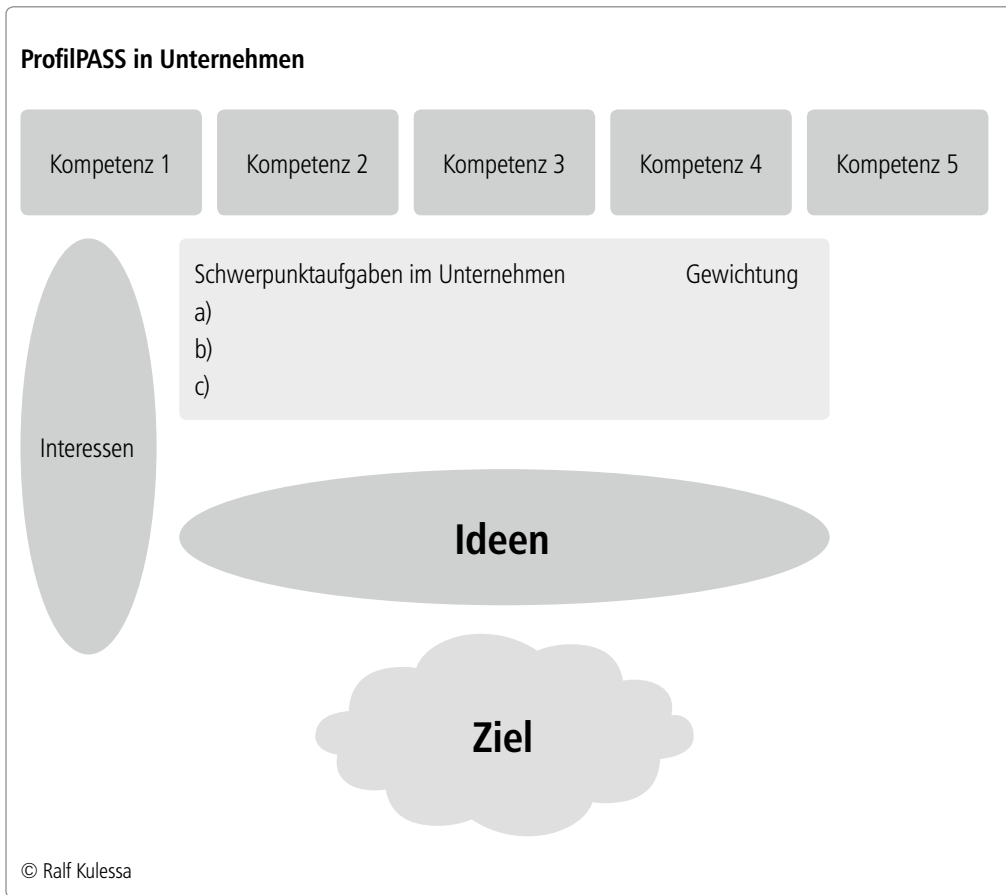 ProfilPASS in Unternehmen
Kompetenz 1 Kompetenz 2 Kompetenz 3 Kompetenz 4 Kompetenz 5
Schwerpunktaufgaben im Unternehmen Gewichtung
a)
b)
c)
Interessen
Ideen
Ziel
© Ralf Kulessa